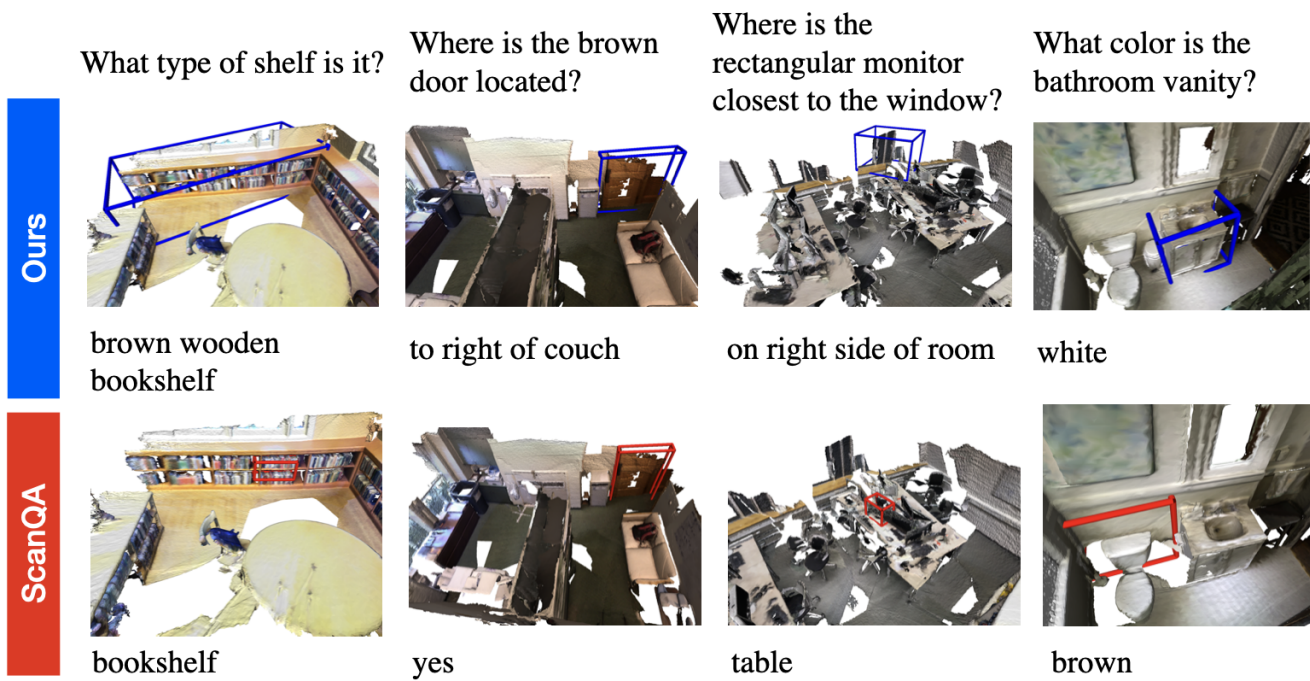 What type of shelf is it?
Where is the brown
door located?
Where is the
rectangular monitor
closest to the window?
What color is the
bathroom vanity?
Ours
brown wooden
bookshelf
to right of couch
on right side of room
white
ScanQA
bookshelf
yes
table
brown